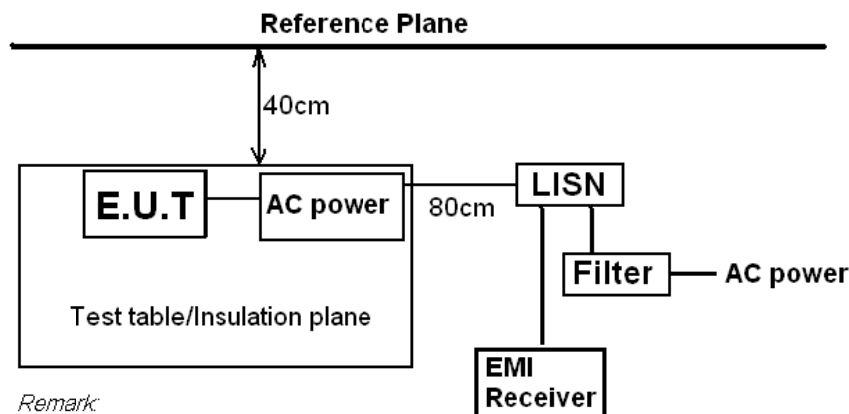 Reference Plane
40cm
E.U.T
AC power
80cm
LISN
Filter
AC power
Test table/Insulation plane
EMI
Receiver
Remark: